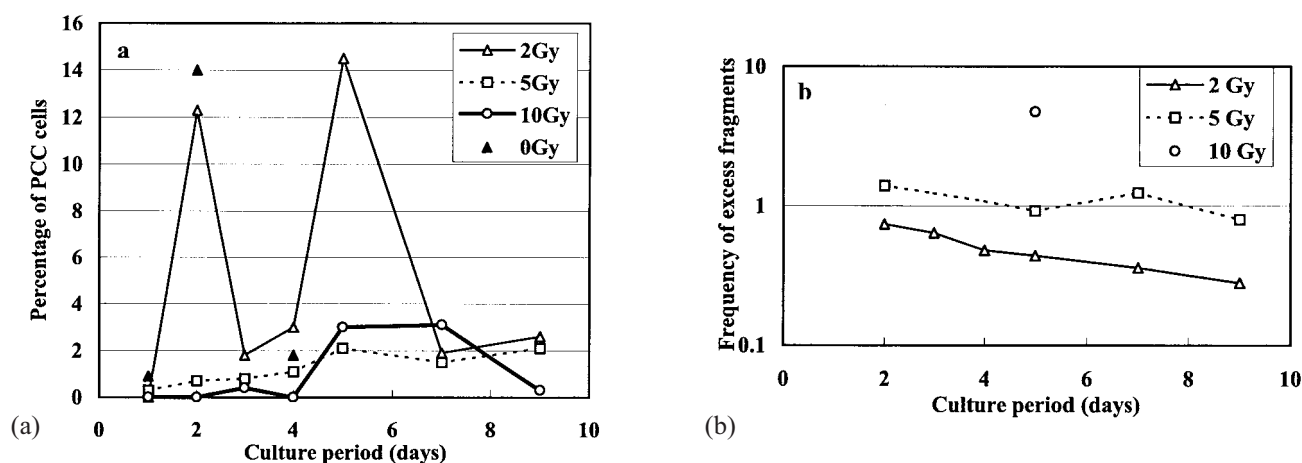 a
2Gy
5Gy
10Gy
0Gy
Percentage of PCC cells
16
14
12
10
8
6
4
2
0
0 2 4 6 8 10
Culture period (days)
(a)
b
2 Gy
5 Gy
10 Gy
Frequency of excess fragments
10
1
0.1
0 2 4 6 8 10
Culture period (days)
(b)